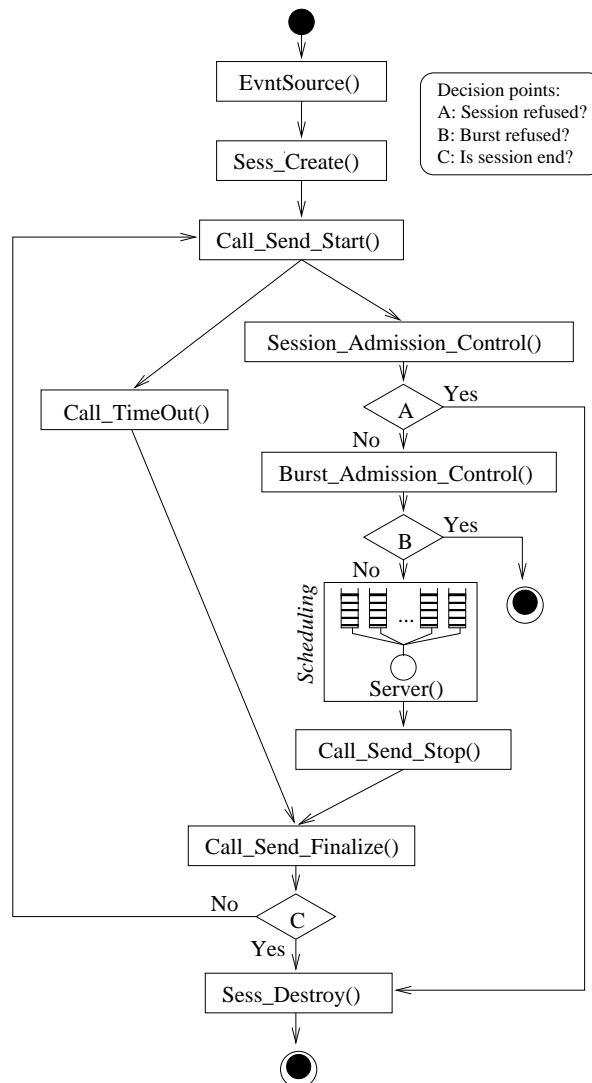 EvntSource()
Decision points:
A: Session refused?
B: Burst refused?
C: Is session end?
Sess_Create()
Call_Send_Start()
Session_Admission_Control()
Call_TimeOut()
A
Yes
No
Burst_Admission_Control()
B
Yes
No
Scheduling
...
Server()
Call_Send_Stop()
Call_Send_Finalize()
No
C
Yes
Sess_Destroy()